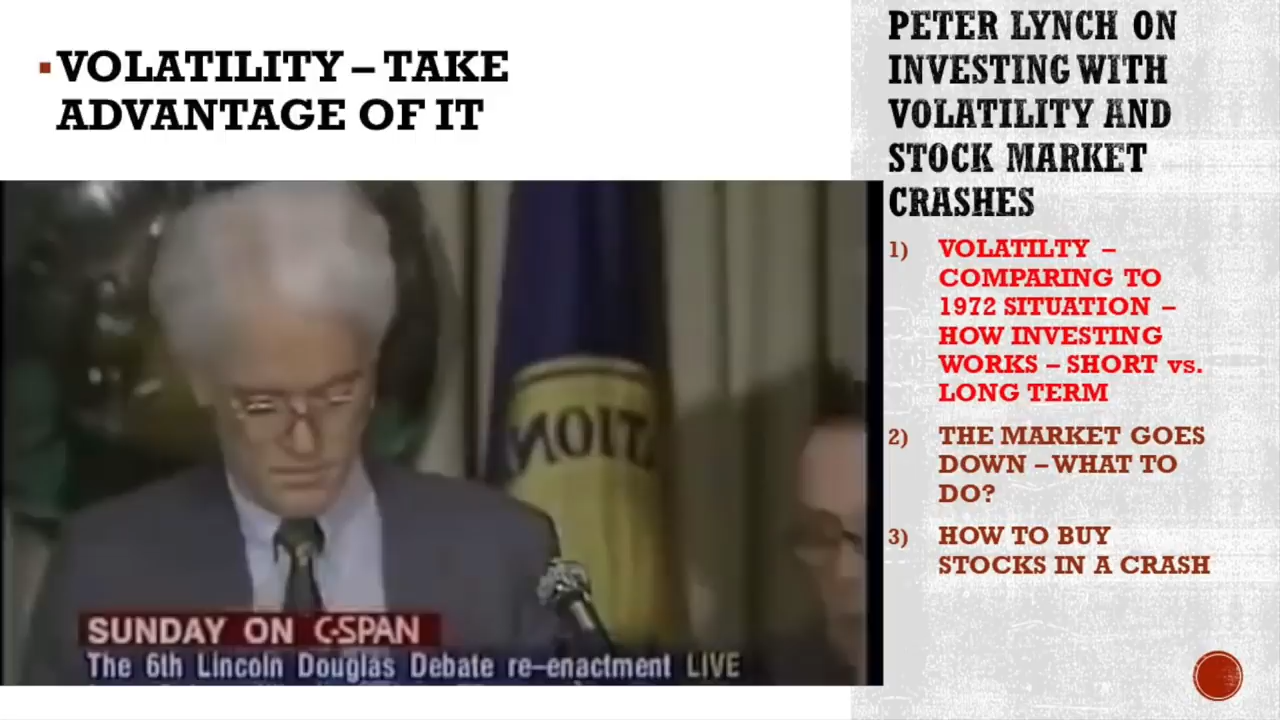 VOLATILITY – TAKE
ADVANTAGE OF IT
PETER LYNCH ON
INVESTING WITH
VOLATILITY AND
STOCK MARKET
CRASHES
1) VOLATILTY –
COMPARING TO
1972 SITUATION –
HOW INVESTING
WORKS – SHORT vs.
LONG TERM
2) THE MARKET GOES
DOWN – WHAT TO
DO?
3) HOW TO BUY
STOCKS IN A CRASH
SUNDAY ON C-SPAN
The 6th Lincoln Douglas Debate re-enactment LIVE